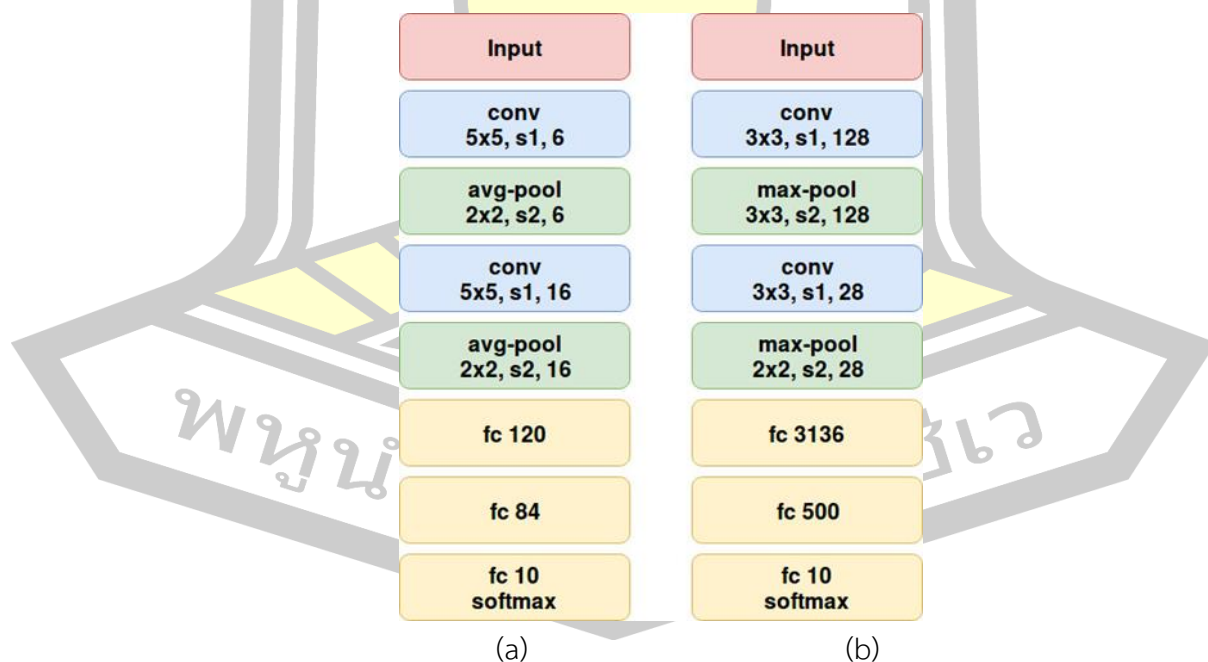 Input
conv
5x5, s1, 6
avg-pool
2x2, s2, 6
conv
5x5, s1, 16
avg-pool
2x2, s2, 16
fc 120
fc 84
fc 10
softmax
(a)
Input
conv
3x3, s1, 128
max-pool
3x3, s2, 128
conv
3x3, s1, 28
max-pool
2x2, s2, 28
fc 3136
fc 500
fc 10
softmax
(b)